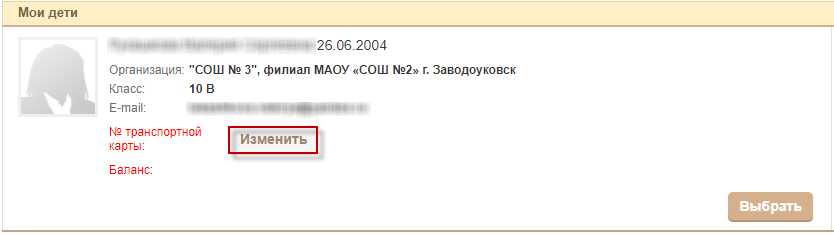 Мои дети
26.06.2004
Организация: "СОШ № 3", филиал МАОУ «СОШ №2» г. Заводоуковск
Класс: 10 В
E-mail:
№ транспортной
карты:
Изменить
Баланс:
Выбрать